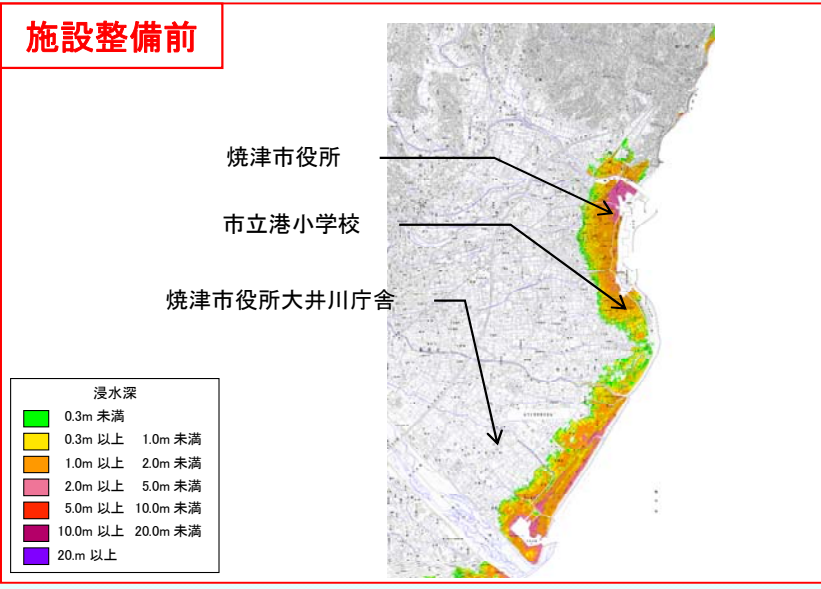 施設整備前
焼津市役所
市立港小学校
焼津市役所大井川庁舎
浸水深
0.3m 未満
0.3m 以上 1.0m 未満
1.0m 以上 2.0m 未満
2.0m 以上 5.0m 未満
5.0m 以上 10.0m 未満
10.0m 以上 20.0m 未満
20.m 以上